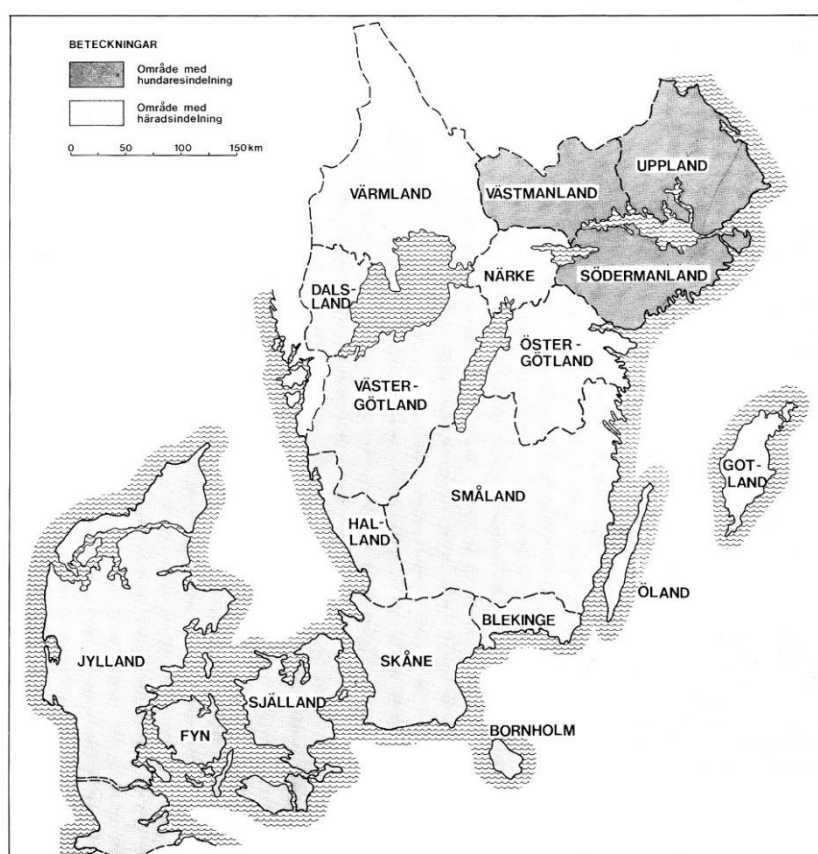 BETECKNINGAR
Område med
hundaresindelning
Område med
häradsindelning
0 50 100 150 km
UPPLAND
VÄRMLAND
VÄSTMANLAND
NÄRKE
SÖDERMANLAND
DALS-
LAND
ÖSTER-
GÖTLAND
VÄSTER-
GÖTLAND
GOT-
LAND
SMÅLAND
HAL-
LAND
ÖLAND
BLEKINGE
JYLLAND
SKÅNE
SJÄLLAND
FYN
BORNHOLM